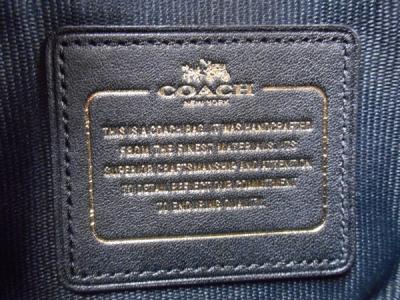 COACH
NEW YORK
THIS IS A COACH BAG. IT WAS HANDCRAFTED
FROM THE FINEST MATERIALS. ITS
SUPERIOR CRAFTSMANSHIP AND ATTENTION
TO DETAIL REFLECT OUR COMMITMENT
TO ENDURING QUALITY.